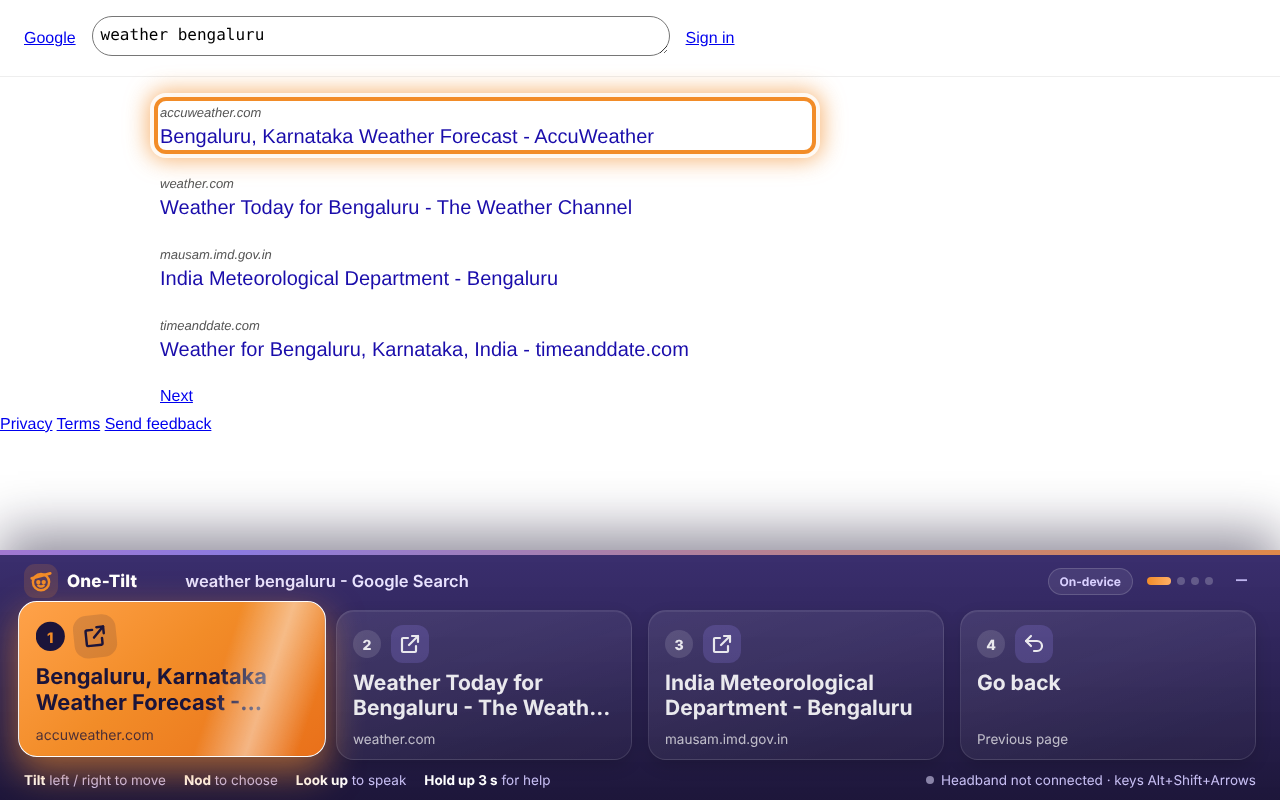 Google weather bengaluru Sign in
accuweather.com
Bengaluru, Karnataka Weather Forecast - AccuWeather
weather.com
Weather Today for Bengaluru - The Weather Channel
mausam.imd.gov.in
India Meteorological Department - Bengaluru
timeanddate.com
Weather for Bengaluru, Karnataka, India - timeanddate.com
Next
Privacy Terms Send feedback
One-Tilt weather bengaluru - Google Search On-device
1
Bengaluru, Karnataka
Weather Forecast -...
accuweather.com
2
Weather Today for
Bengaluru - The Weath...
weather.com
3
India Meteorological
Department - Bengaluru
mausam.imd.gov.in
4
Go back
Previous page
Tilt left / right to move Nod to choose Look up to speak Hold up 3 s for help Headband not connected · keys Alt+Shift+Arrows